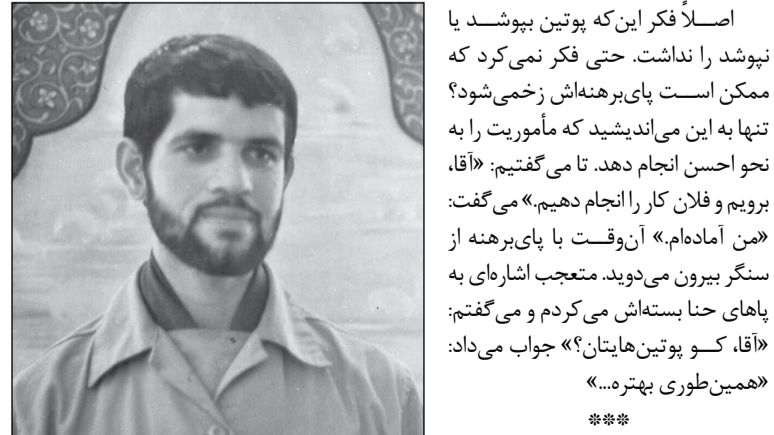 اصلاً فکر این‌که پوتین بپوشد یا
نپوشد را نداشت. حتی فکر نمی‌کرد که
ممکن است پای‌برهنه‌اش زخمی‌شود؟
تنها به این می‌اندیشید که مأموریت را به
نحو احسن انجام دهد. تا می‌گفتیم: «آقا،
برویم و فلان کار را انجام دهیم.» می‌گفت:
«من آماده‌ام.» آن‌وقت با پای‌برهنه از
سنگر بیرون می‌دوید. متعجب اشاره‌ای به
پاهای حنا بسته‌اش می‌کردم و می‌گفتم:
«آقا، کو پوتین‌هایتان؟» جواب می‌داد:
«همین‌طوری بهتره...»
***